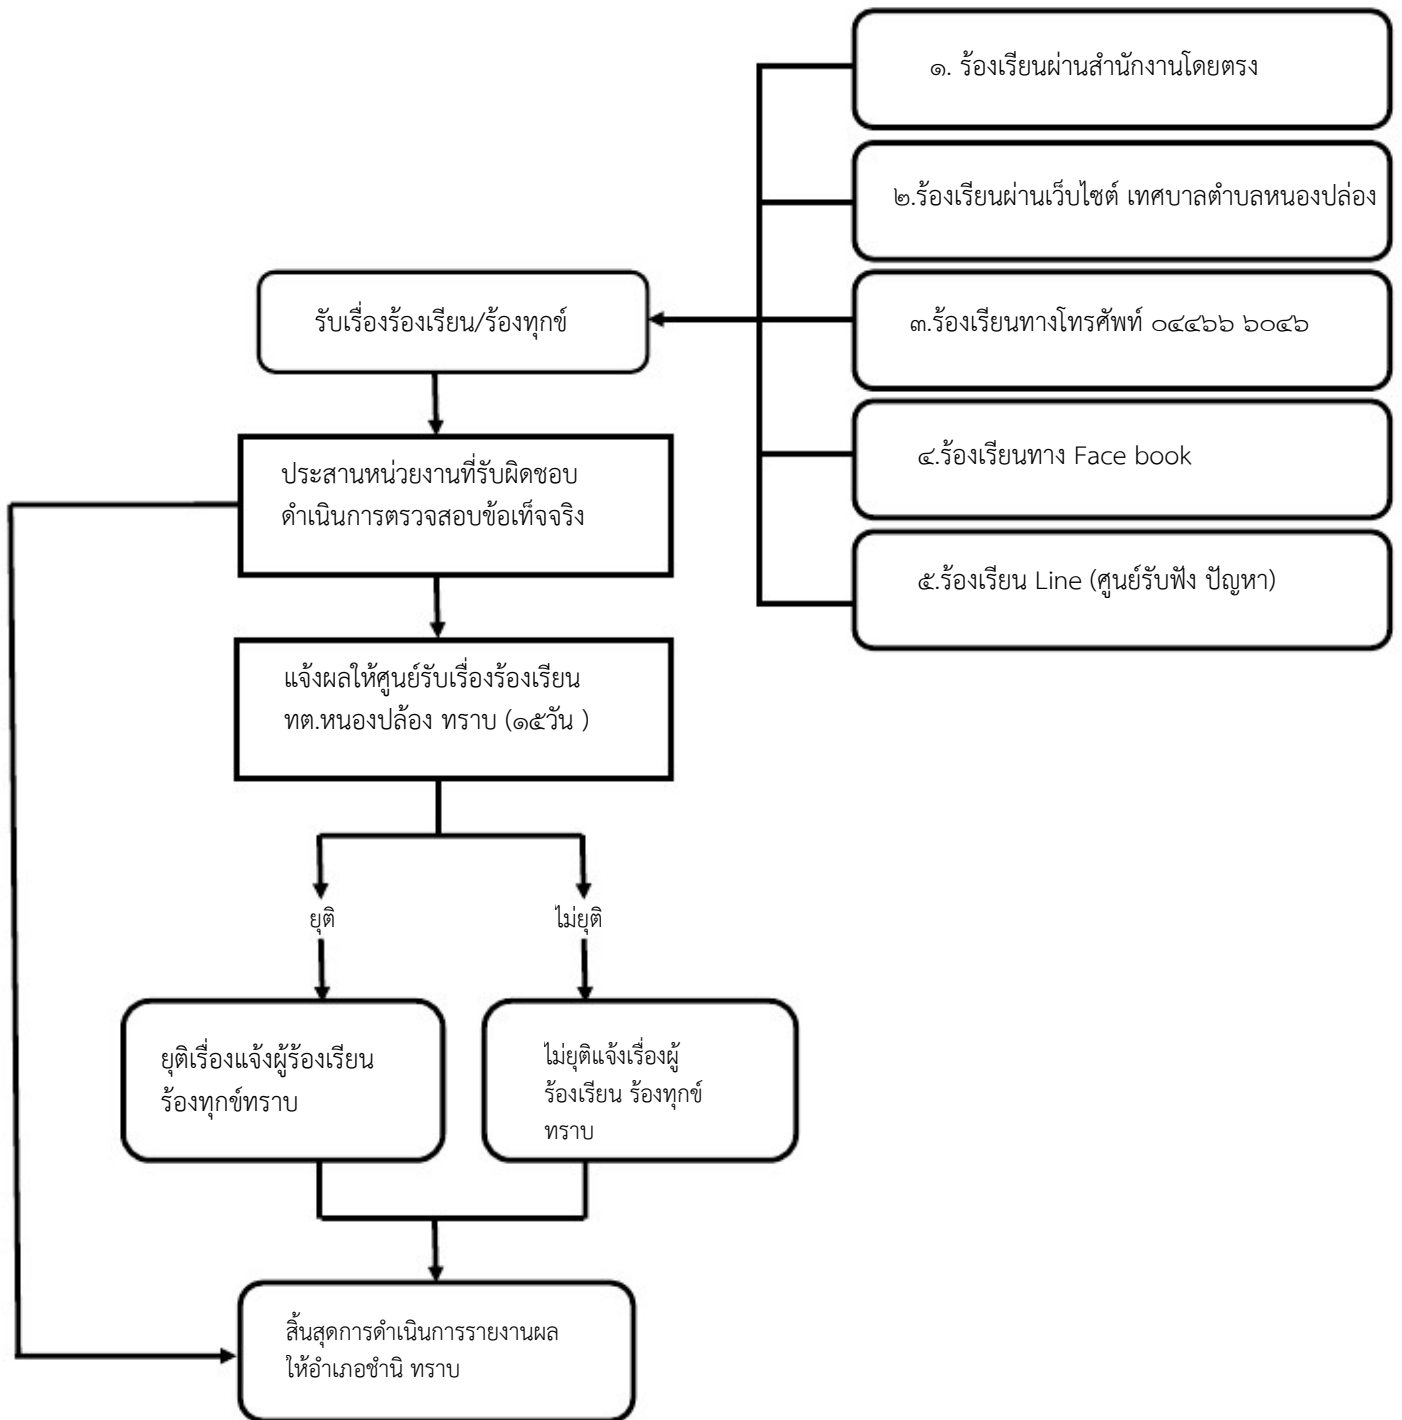 ๑. ร้องเรียนผ่านสำนักงานโดยตรง
๒.ร้องเรียนผ่านเว็บไซต์ เทศบาลตำบลหนองปล่อง
รับเรื่องร้องเรียน/ร้องทุกข์
๓.ร้องเรียนทางโทรศัพท์ ๐๔๔๖๖ ๖๐๔๖
๔.ร้องเรียนทาง Face book
๕.ร้องเรียน Line (ศูนย์รับฟัง ปัญหา)
ประสานหน่วยงานที่รับผิดชอบ
ดำเนินการตรวจสอบข้อเท็จจริง
แจ้งผลให้ศูนย์รับเรื่องร้องเรียน
ทต.หนองปล้อง ทราบ (๑๕วัน )
ยุติ
ไม่ยุติ
ยุติเรื่องแจ้งผู้ร้องเรียน
ร้องทุกข์ทราบ
ไม่ยุติแจ้งเรื่องผู้
ร้องเรียน ร้องทุกข์
ทราบ
สิ้นสุดการดำเนินการรายงานผล
ให้อำเภอชำนิ ทราบ